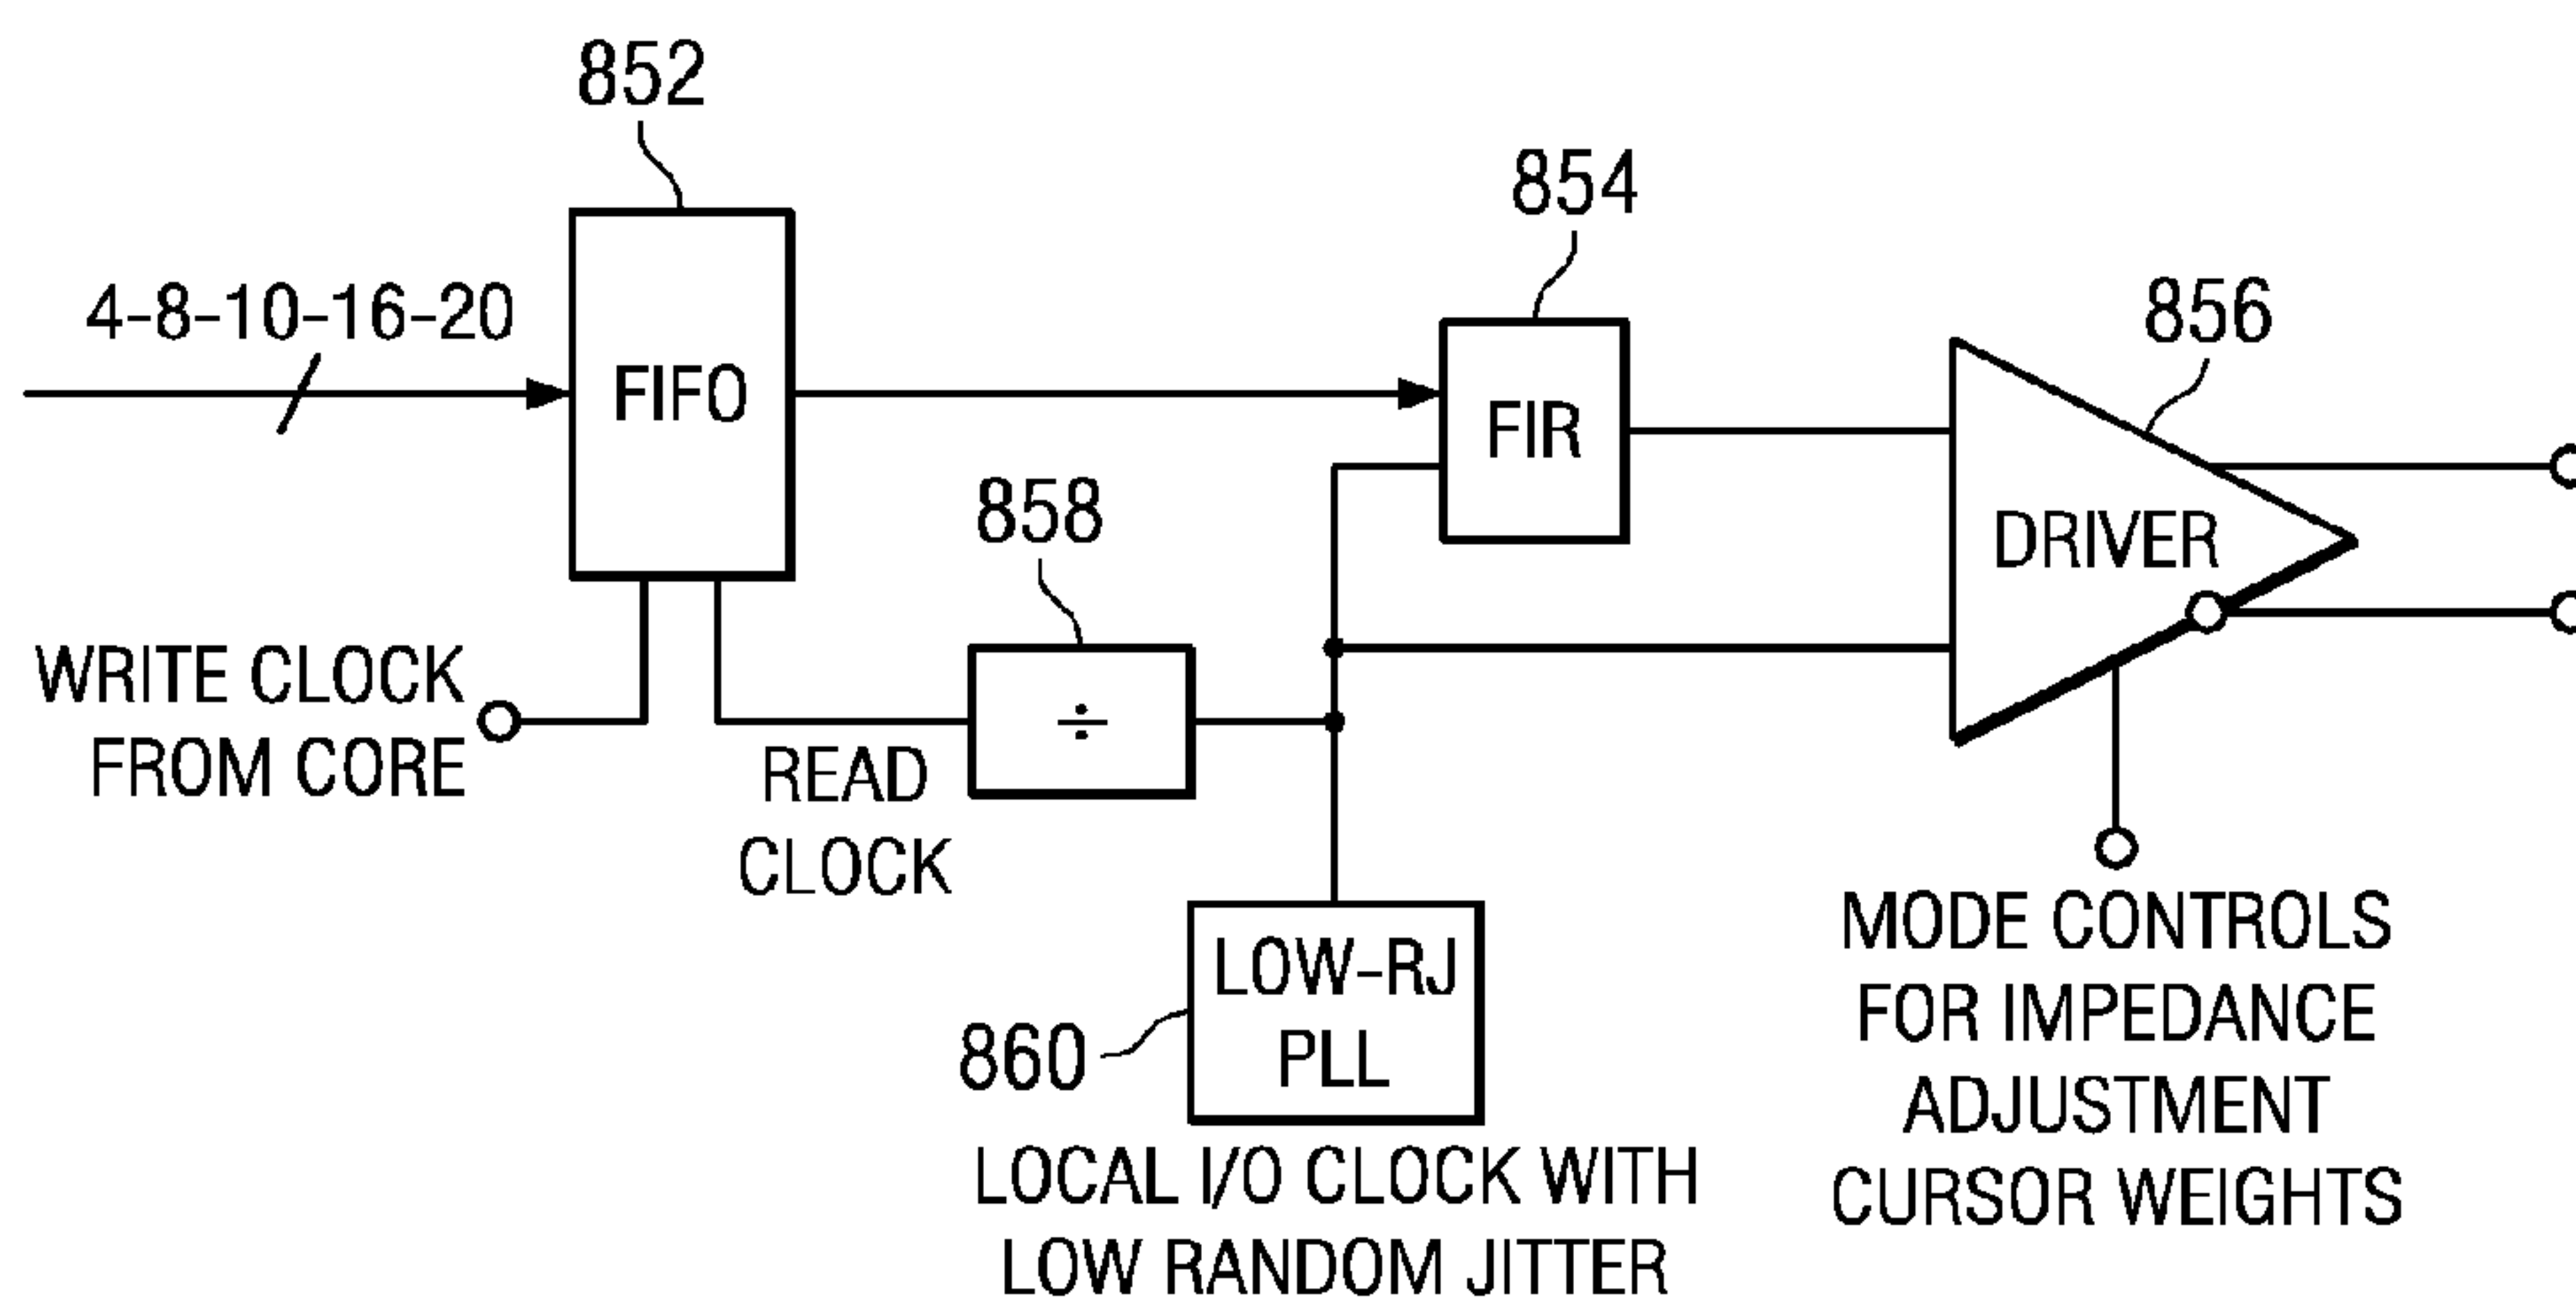 852
854
4-8-10-16-20
856
FIFO
FIR
858
DRIVER
WRITE CLOCK
FROM CORE
÷
READ
CLOCK
LOW-RJ
PLL
860
MODE CONTROLS
FOR IMPEDANCE
ADJUSTMENT
CURSOR WEIGHTS
LOCAL I/O CLOCK WITH
LOW RANDOM JITTER